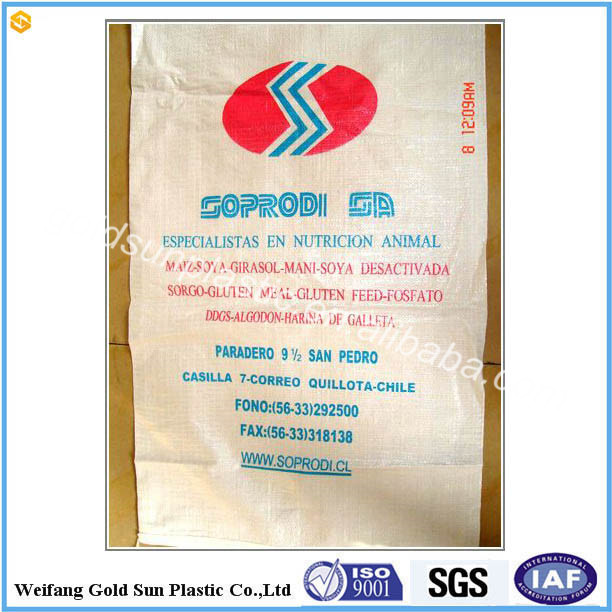 8 12:09AM
SOPRODI SA
ESPECIALISTAS EN NUTRICION ANIMAL
MAIZ-SOYA-GIRASOL-MANI-SOYA DESACTIVADA
SORGO-GLUTEN MEAL-GLUTEN FEED-FOSFATO
DDGS-ALGODON-HARINA DE GALLETA
PARADERO 9 ½ SAN PEDRO
CASILLA 7-CORREO QUILLOTA-CHILE
FONO:(56-33)292500
FAX:(56-33)318138
WWW.SOPRODI.CL
Weifang Gold Sun Plastic Co.,Ltd
ISO
9001
SGS
INTERNATIONAL
IAF
ACCREDITATION FORUM